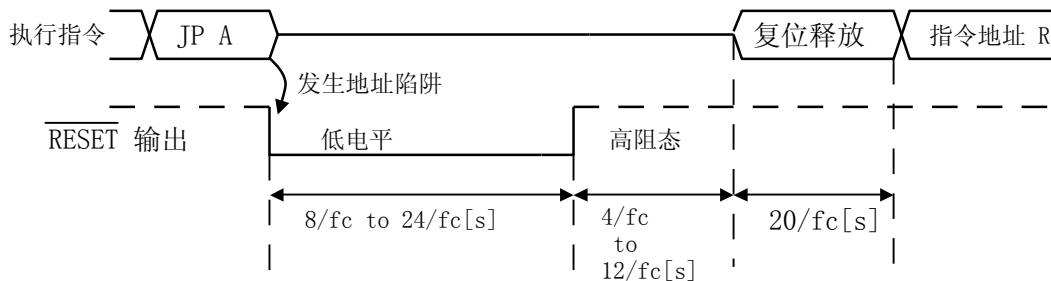 执行指令 JP A 复位释放 指令地址 R
发生地址陷阱
RESET 输出 低电平 高阻态
8/fc to 24/fc[s] 4/fc to 12/fc[s] 20/fc[s]